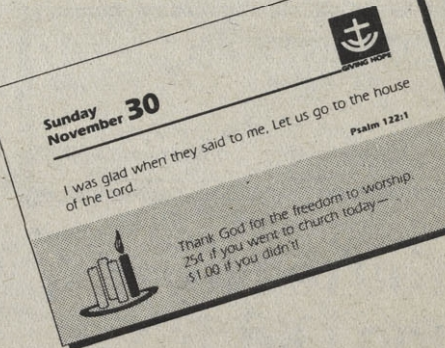 GIVING HOPE
Sunday
November 30
I was glad when they said to me. Let us go to the house
of the Lord.
Psalm 122:1
Thank God for the freedom to worship.
25¢ if you went to church today—
$1.00 if you didn't!